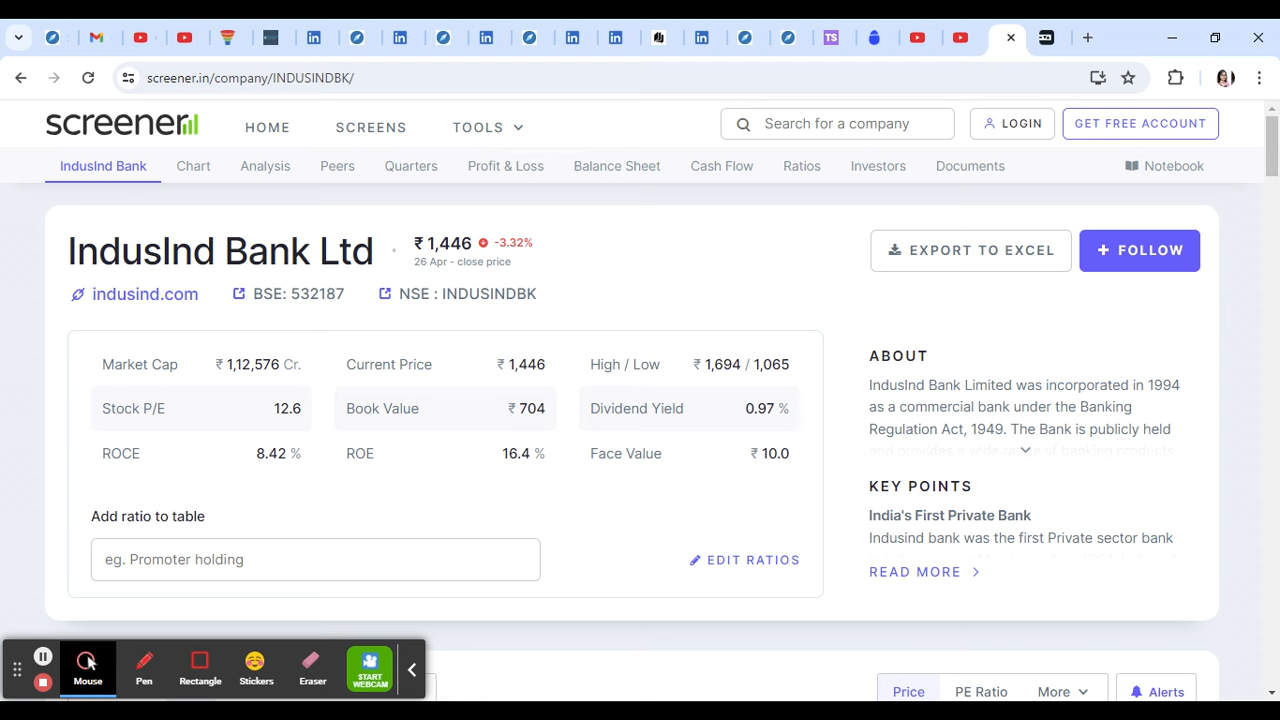 screener.in/company/INDUSINDBK/
screener
HOME
SCREENS
TOOLS
Search for a company
LOGIN
GET FREE ACCOUNT
IndusInd Bank
Chart
Analysis
Peers
Quarters
Profit & Loss
Balance Sheet
Cash Flow
Ratios
Investors
Documents
Notebook
IndusInd Bank Ltd
₹ 1,446 -3.32%
26 Apr - close price
EXPORT TO EXCEL
+ FOLLOW
indusind.com
BSE: 532187
NSE : INDUSINDBK
Market Cap ₹ 1,12,576 Cr.
Current Price ₹ 1,446
High / Low ₹ 1,694 / 1,065
Stock P/E 12.6
Book Value ₹ 704
Dividend Yield 0.97 %
ROCE 8.42 %
ROE 16.4 %
Face Value ₹ 10.0
Add ratio to table
eg. Promoter holding
EDIT RATIOS
ABOUT
IndusInd Bank Limited was incorporated in 1994
as a commercial bank under the Banking
Regulation Act, 1949. The Bank is publicly held
and provides a wide range of banking products
KEY POINTS
India's First Private Bank
Indusind bank was the first Private sector bank
READ MORE
Mouse
Pen
Rectangle
Stickers
Eraser
START
WEBCAM
Price
PE Ratio
More
Alerts